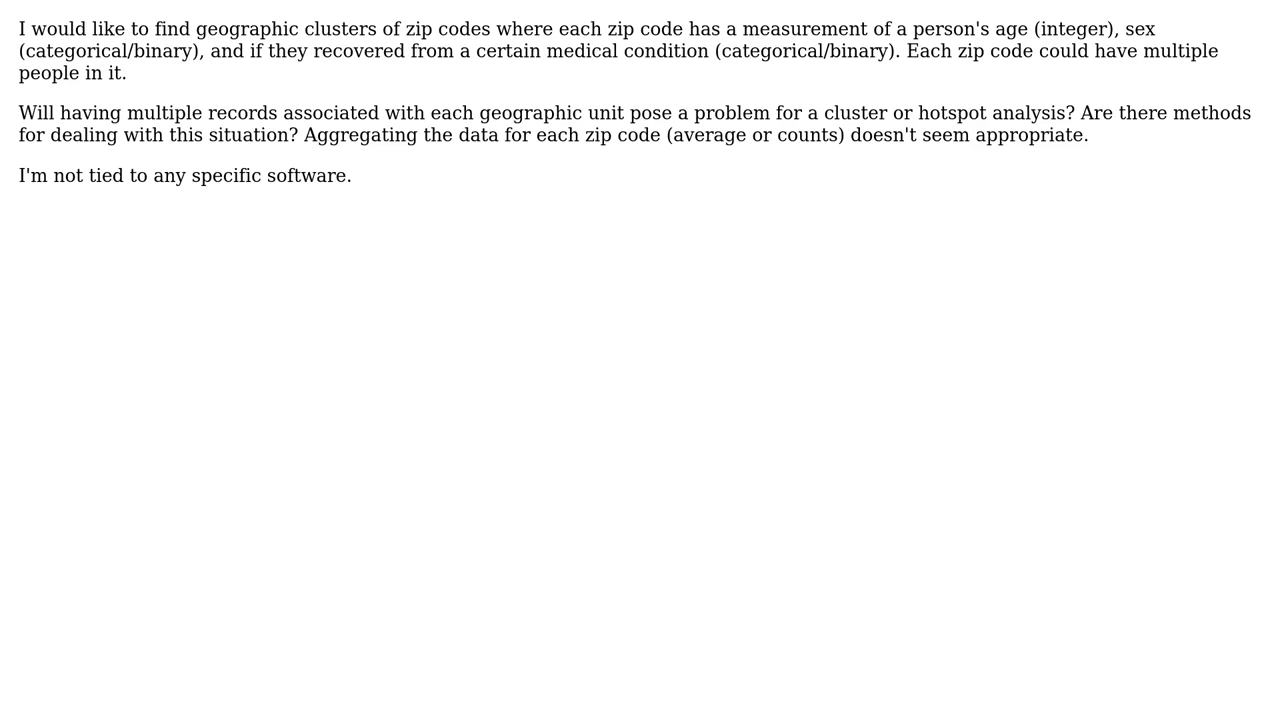 I would like to find geographic clusters of zip codes where each zip code has a measurement of a person's age (integer), sex
(categorical/binary), and if they recovered from a certain medical condition (categorical/binary). Each zip code could have multiple
people in it.
Will having multiple records associated with each geographic unit pose a problem for a cluster or hotspot analysis? Are there methods
for dealing with this situation? Aggregating the data for each zip code (average or counts) doesn't seem appropriate.
I'm not tied to any specific software.